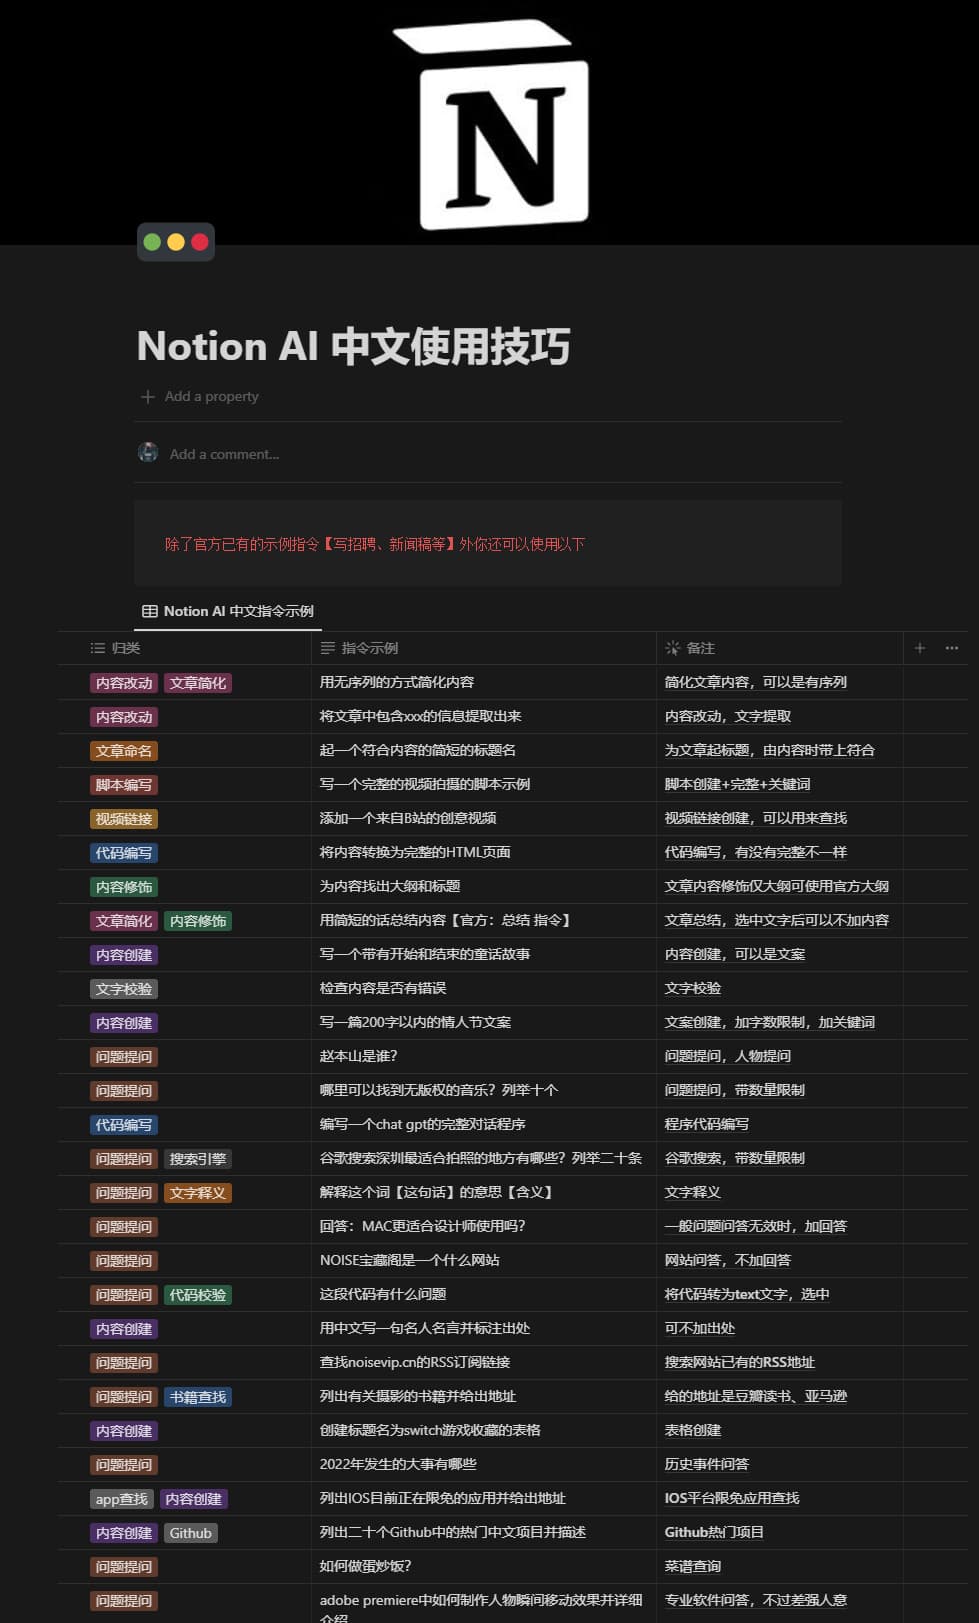 N
Notion AI 中文使用技巧
Add a property
Add a comment...
除了官方已有的示例指令【写招聘、新闻稿等】外你还可以使用以下
Notion AI 中文指令示例
归类 指令示例 备注
内容改动 文章简化 用无序列的方式简化内容 简化文章内容，可以是有序列
内容改动 将文章中包含xxx的信息提取出来 内容改动，文字提取
文章命名 起一个符合内容的简短的标题名 为文章起标题，由内容时带上符合
脚本编写 写一个完整的视频拍摄的脚本示例 脚本创建+完整+关键词
视频链接 添加一个来自B站的创意视频 视频链接创建，可以用来查找
代码编写 将内容转换为完整的HTML页面 代码编写，有没有完整不一样
内容修饰 为内容找出大纲和标题 文章内容修饰仅大纲可使用官方大纲
文章简化 内容修饰 用简短的话总结内容【官方：总结 指令】 文章总结，选中文字后可以不加内容
内容创建 写一个带有开始和结束的童话故事 内容创建，可以是文案
文字校验 检查内容是否有错误 文字校验
内容创建 写一篇200字以内的情人节文案 文案创建，加字数限制，加关键词
问题提问 赵本山是谁？ 问题提问，人物提问
问题提问 哪里可以找到无版权的音乐？列举十个 问题提问，带数量限制
代码编写 编写一个chat gpt的完整对话程序 程序代码编写
问题提问 搜索引擎 谷歌搜索深圳最适合拍照的地方有哪些？列举二十条 谷歌搜索，带数量限制
问题提问 文字释义 解释这个词【这句话】的意思【含义】 文字释义
问题提问 回答：MAC更适合设计师使用吗？ 一般问题问答无效时，加回答
问题提问 NOISE宝藏阁是一个什么网站 网站问答，不加回答
问题提问 代码校验 这段代码有什么问题 将代码转为text文字，选中
内容创建 用中文写一句名人名言并标注出处 可不加出处
问题提问 查找noisevip.cn的RSS订阅链接 搜索网站已有的RSS地址
问题提问 书籍查找 列出有关摄影的书籍并给出地址 给的地址是豆瓣读书、亚马逊
内容创建 创建标题名为switch游戏收藏的表格 表格创建
问题提问 2022年发生的大事有哪些 历史事件问答
app查找 内容创建 列出IOS目前正在限免的应用并给出地址 IOS平台限免应用查找
内容创建 Github 列出二十个Github中的热门中文项目并描述 Github热门项目
问题提问 如何做蛋炒饭？ 菜谱查询
问题提问 adobe premiere中如何制作人物瞬间移动效果并详细 专业软件问答，不过差强人意
介绍